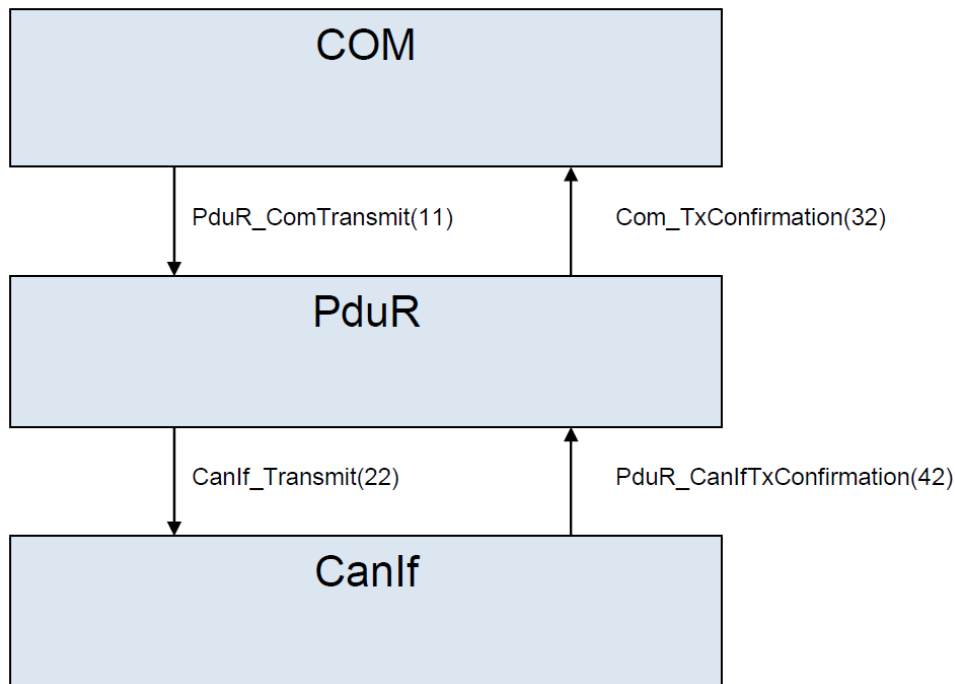 COM
PduR_ComTransmit(11)
Com_TxConfirmation(32)
PduR
CanIf_Transmit(22)
PduR_CanIfTxConfirmation(42)
CanIf